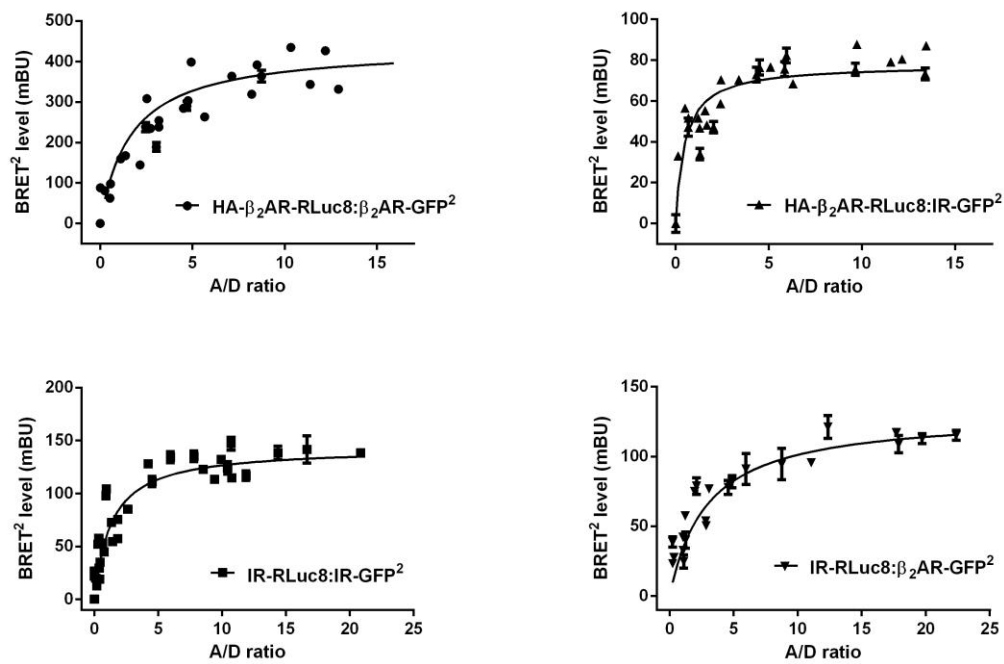 BRET² level (mBU)
500
400
300
200
100
0
HA-β₂AR-RLuc8:β₂AR-GFP²
0 5 10 15
A/D ratio
BRET² level (mBU)
100
80
60
40
20
0
HA-β₂AR-RLuc8:IR-GFP²
0 5 10 15
A/D ratio
BRET² level (mBU)
200
150
100
50
0
IR-RLuc8:IR-GFP²
0 5 10 15 20 25
A/D ratio
BRET² level (mBU)
150
100
50
0
IR-RLuc8:β₂AR-GFP²
0 5 10 15 20 25
A/D ratio